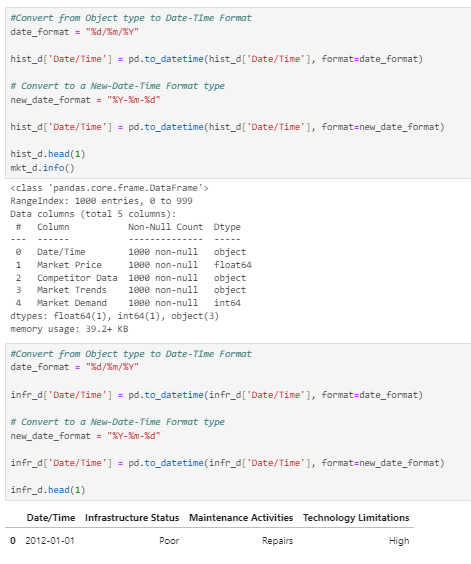 #Convert from Object type to Date-TIme Format
date_format = "%d/%m/%Y"
hist_d['Date/Time'] = pd.to_datetime(hist_d['Date/Time'], format=date_format)
# Convert to a New-Date-Time Format type
new_date_format = "%Y-%m-%d"
hist_d['Date/Time'] = pd.to_datetime(hist_d['Date/Time'], format=new_date_format)
hist_d.head(1)
mkt_d.info()
<class 'pandas.core.frame.DataFrame'>
RangeIndex: 1000 entries, 0 to 999
Data columns (total 5 columns):
 #   Column           Non-Null Count  Dtype
---  ------           --------------  -----
 0   Date/Time        1000 non-null   object
 1   Market Price     1000 non-null   float64
 2   Competitor Data  1000 non-null   object
 3   Market Trends    1000 non-null   object
 4   Market Demand    1000 non-null   int64
dtypes: float64(1), int64(1), object(3)
memory usage: 39.2+ KB
#Convert from Object type to Date-TIme Format
date_format = "%d/%m/%Y"
infr_d['Date/Time'] = pd.to_datetime(infr_d['Date/Time'], format=date_format)
# Convert to a New-Date-Time Format type
new_date_format = "%Y-%m-%d"
infr_d['Date/Time'] = pd.to_datetime(infr_d['Date/Time'], format=new_date_format)
infr_d.head(1)
Date/Time Infrastructure Status Maintenance Activities Technology Limitations
0 2012-01-01 Poor Repairs High